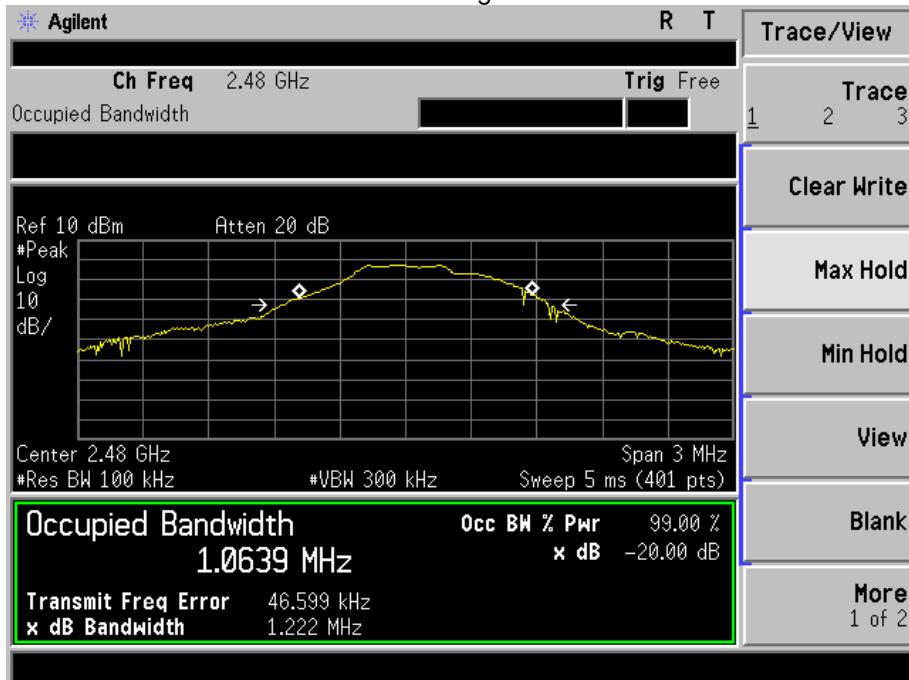 Agilent R T
Ch Freq 2.48 GHz Trig Free
Occupied Bandwidth
Ref 10 dBm Atten 20 dB
#Peak
Log
10
dB/
Center 2.48 GHz Span 3 MHz
#Res BW 100 kHz #VBW 300 kHz Sweep 5 ms (401 pts)
Occupied Bandwidth Occ BW % Pwr 99.00 %
1.0639 MHz x dB -20.00 dB
Transmit Freq Error 46.599 kHz
x dB Bandwidth 1.222 MHz
Trace/View
Trace
1 2 3
Clear Write
Max Hold
Min Hold
View
Blank
More
1 of 2